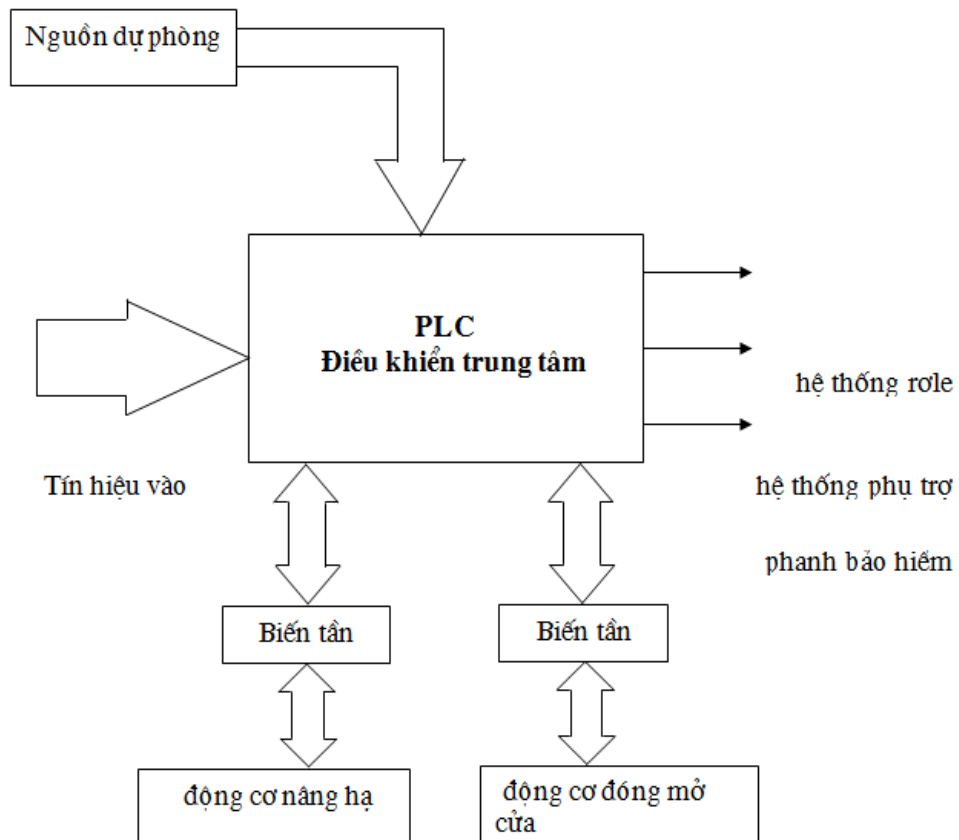 Nguồn dự phòng
PLC
Điều khiển trung tâm
hệ thống rơle
Tín hiệu vào
hệ thống phụ trợ
phanh bảo hiểm
Biến tần
Biến tần
động cơ nâng hạ
động cơ đóng mở
cửa